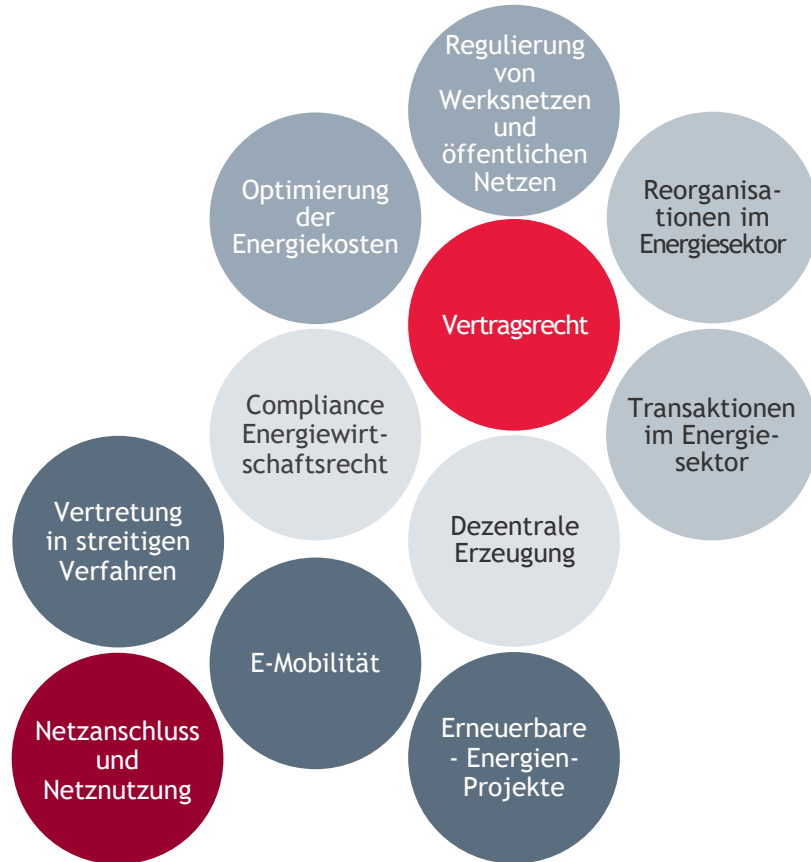 Regulierung
von
Werksnetzen
und
öffentlichen
Netzen
Optimierung
der
Energiekosten
Reorganisa-
tionen im
Energiesektor
Vertragsrecht
Compliance
Energiewirt-
schaftsrecht
Transaktionen
im Energie-
sektor
Vertretung
in streitigen
Verfahren
Dezentrale
Erzeugung
E-Mobilität
Netzanschluss
und
Netznutzung
Erneuerbare
- Energien-
Projekte